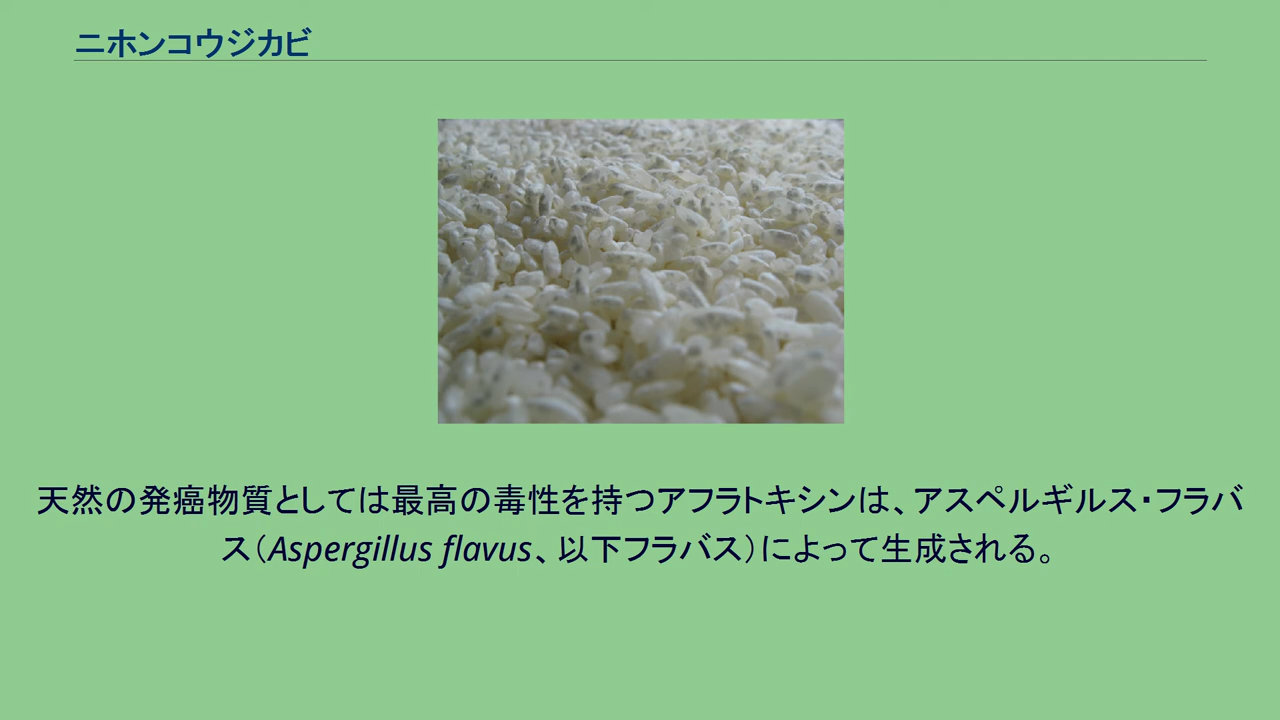 ニホンコウジカビ
天然の発癌物質としては最高の毒性を持つアフラトキシンは、アスペルギルス・フラバ
ス（Aspergillus flavus、以下フラバス）によって生成される。